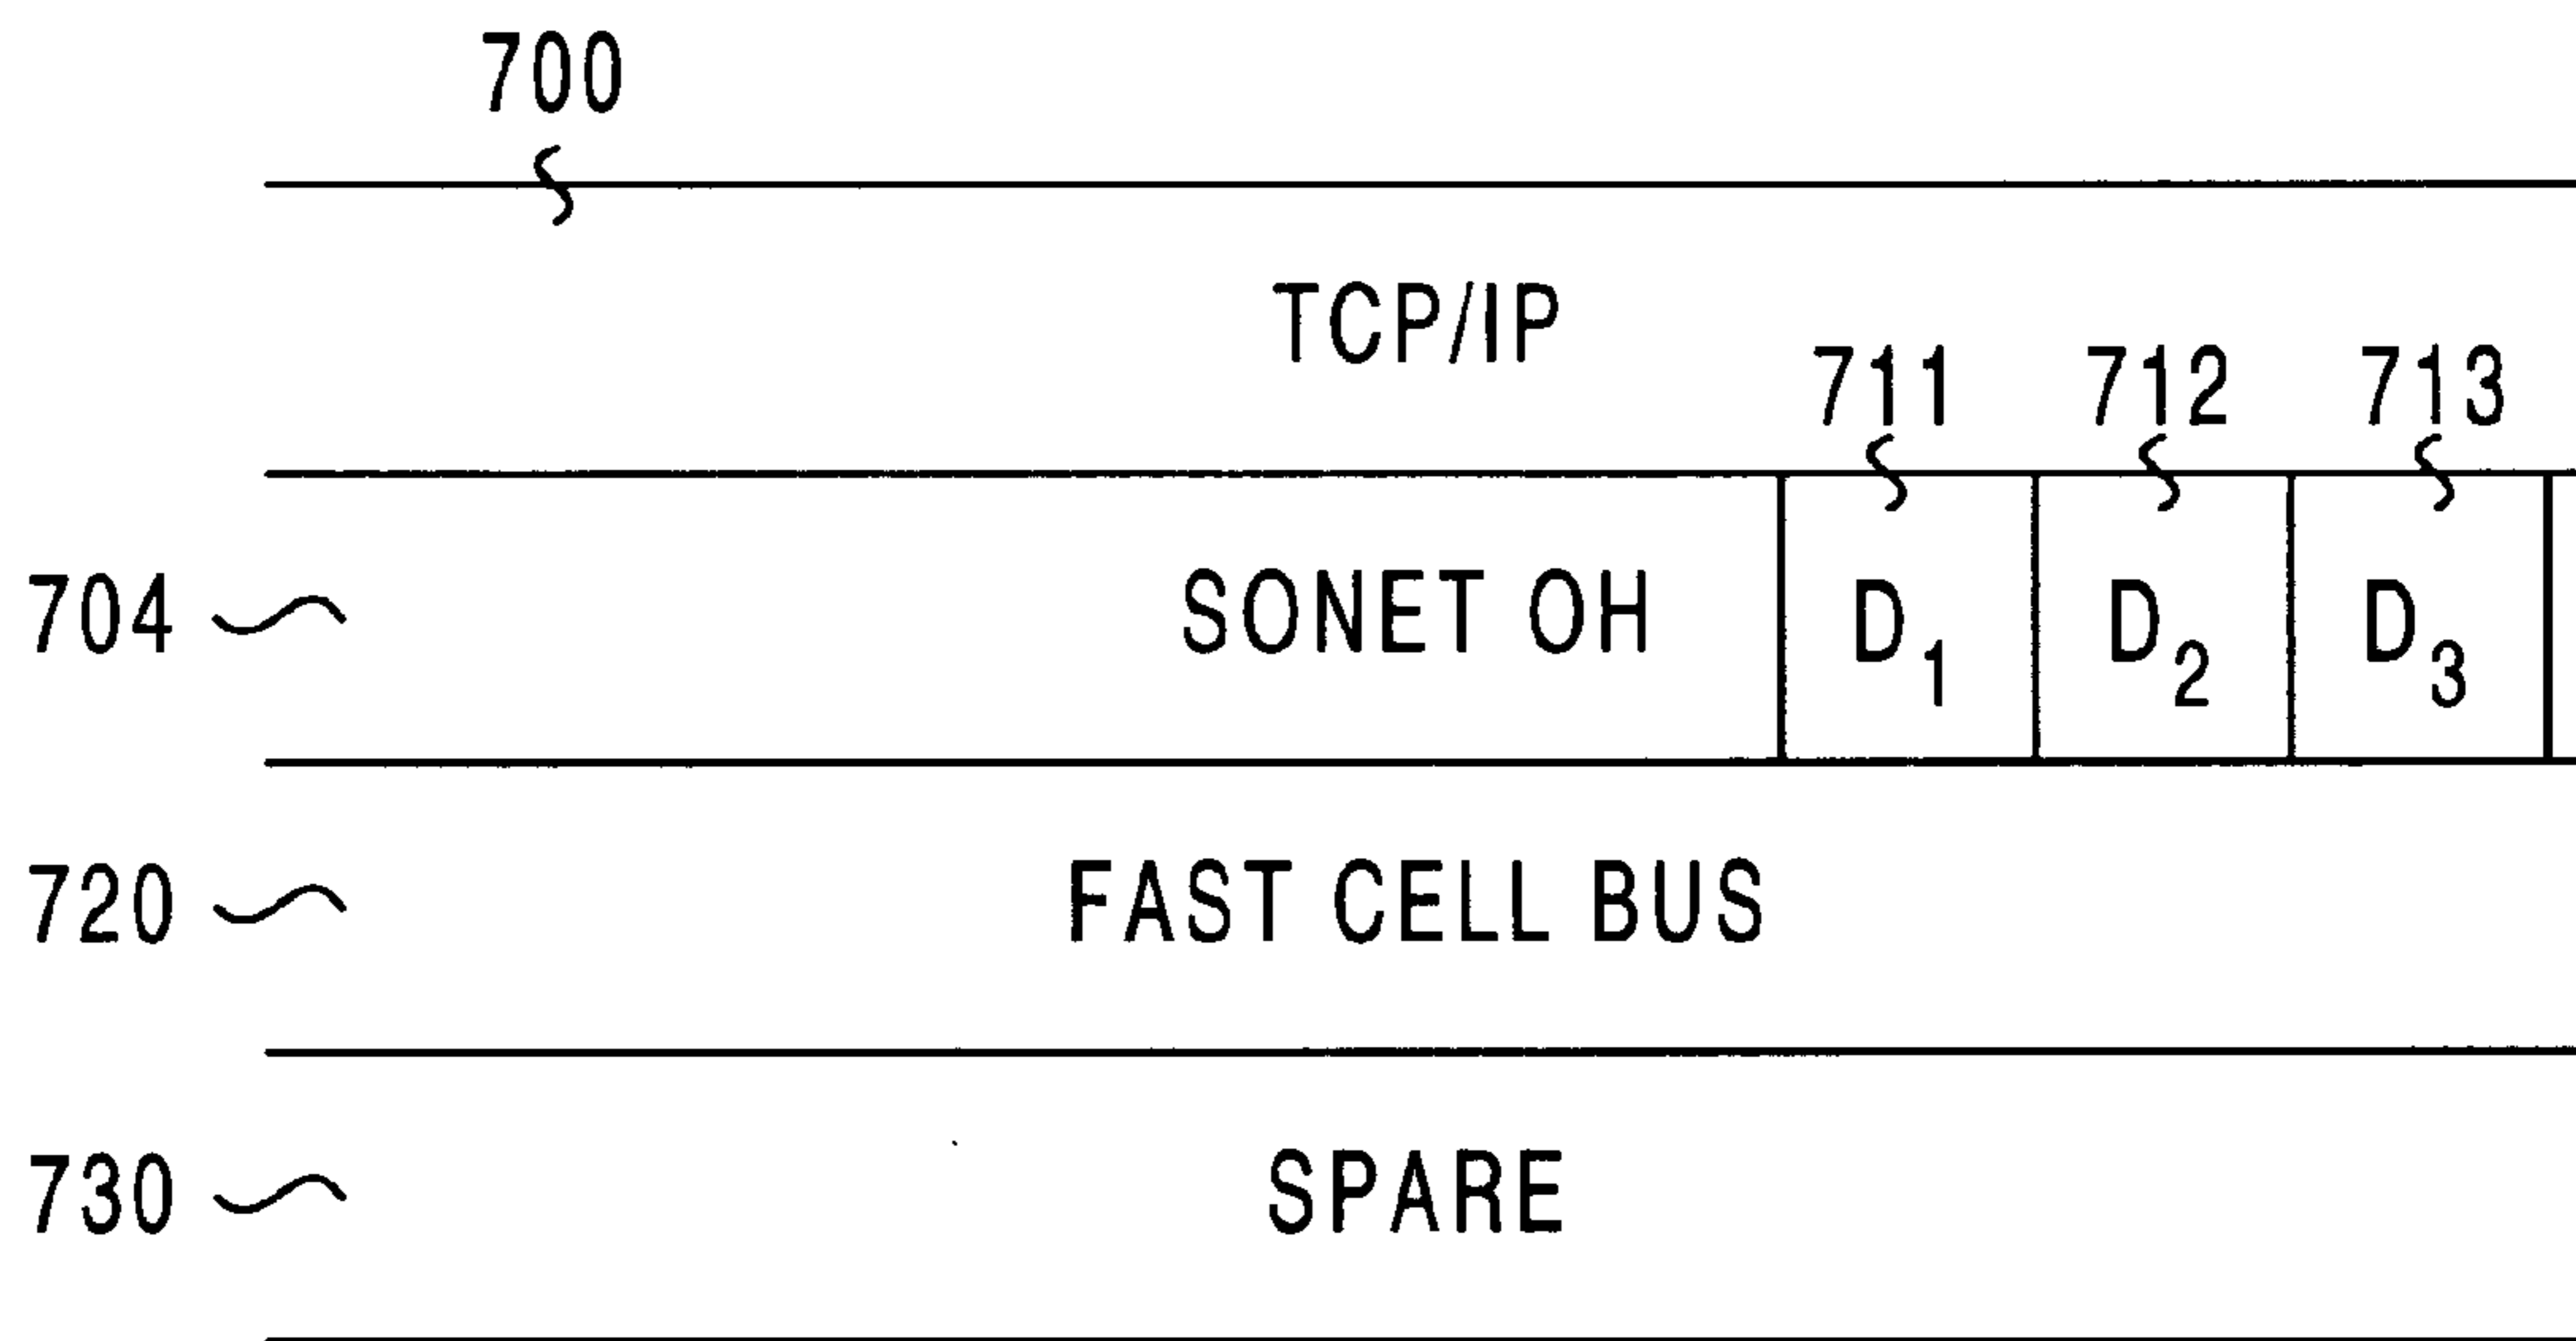 700
TCP/IP
711 712 713
704 SONET OH D1 D2 D3
720 FAST CELL BUS
730 SPARE